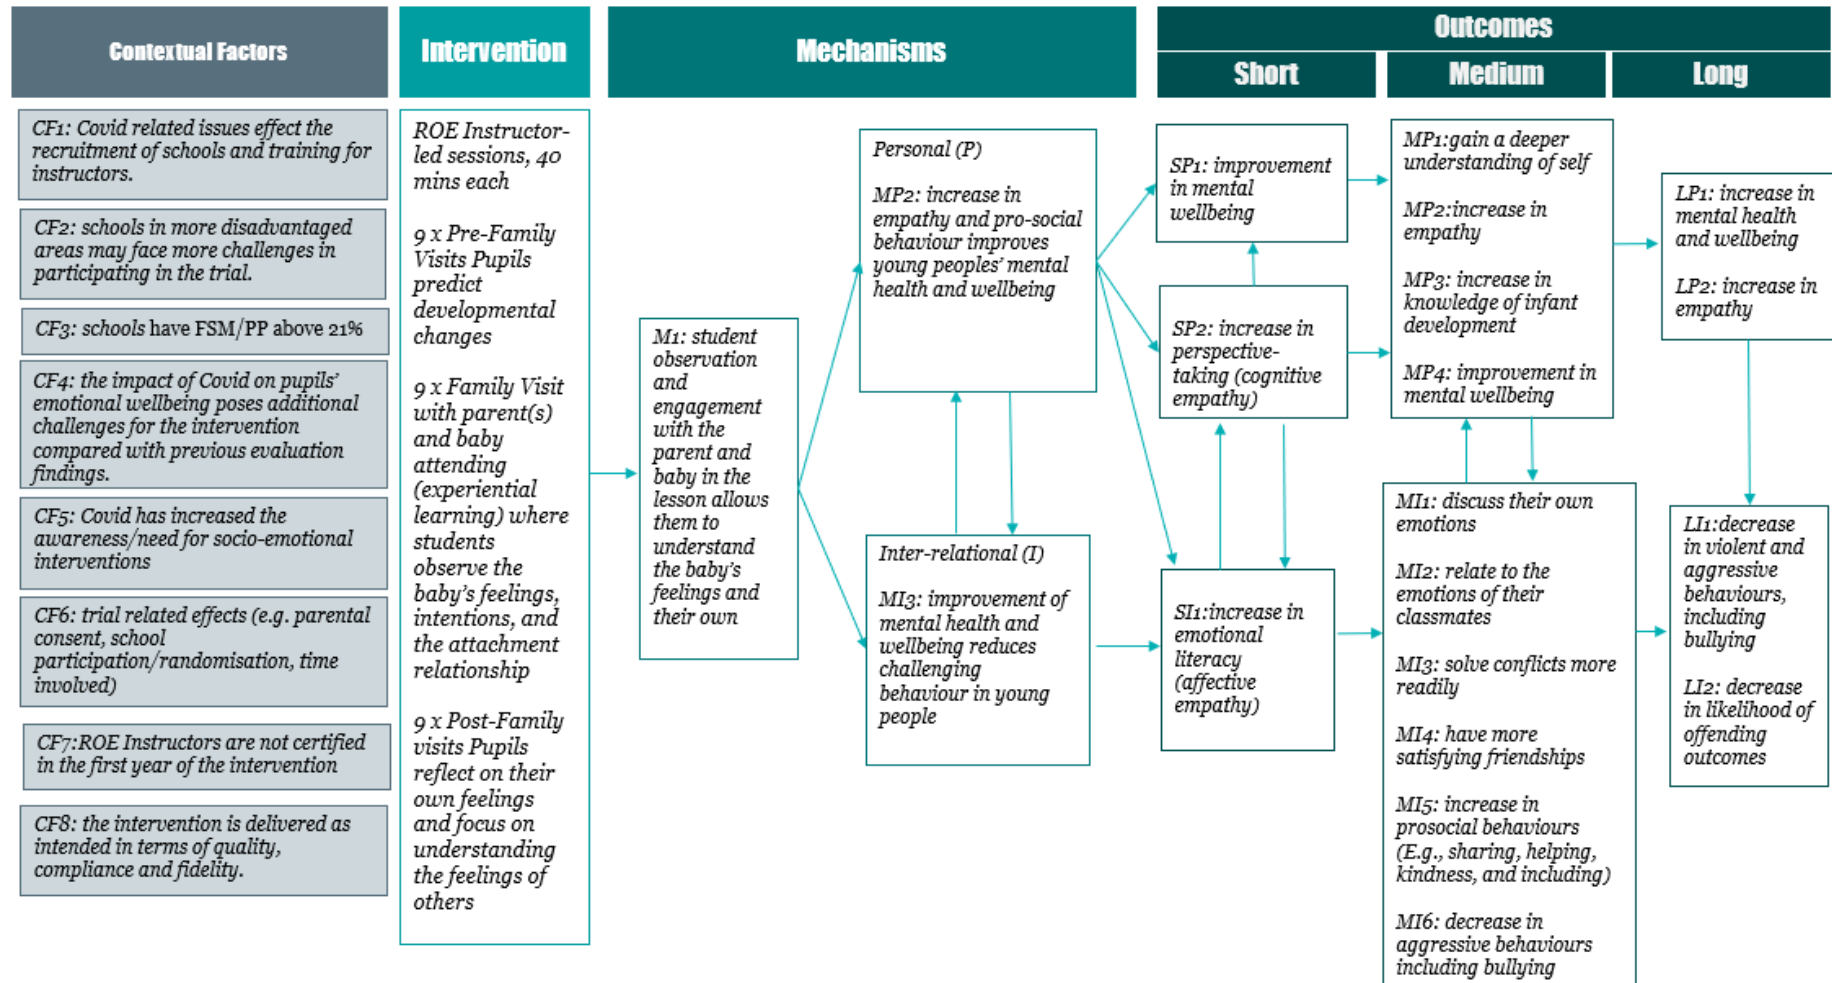 Contextual Factors
Intervention
Mechanisms
Outcomes
Short
Medium
Long
CF1: Covid related issues effect the
recruitment of schools and training for
instructors.
CF2: schools in more disadvantaged
areas may face more challenges in
participating in the trial.
CF3: schools have FSM/PP above 21%
CF4: the impact of Covid on pupils'
emotional wellbeing poses additional
challenges for the intervention
compared with previous evaluation
findings.
CF5: Covid has increased the
awareness/need for socio-emotional
interventions
CF6: trial related effects (e.g. parental
consent, school
participation/randomisation, time
involved)
CF7:ROE Instructors are not certified
in the first year of the intervention
CF8: the intervention is delivered as
intended in terms of quality,
compliance and fidelity.
ROE Instructor-
led sessions, 40
mins each
9 x Pre-Family
Visits Pupils
predict
developmental
changes
9 x Family Visit
with parent(s)
and baby
attending
(experiential
learning) where
students
observe the
baby's feelings,
intentions, and
the attachment
relationship
9 x Post-Family
visits Pupils
reflect on their
own feelings
and focus on
understanding
the feelings of
others
M1: student
observation
and
engagement
with the
parent and
baby in the
lesson allows
them to
understand
the baby's
feelings and
their own
Personal (P)
MP2: increase in
empathy and pro-social
behaviour improves
young peoples' mental
health and wellbeing
Inter-relational (I)
MI3: improvement of
mental health and
wellbeing reduces
challenging
behaviour in young
people
SP1: improvement
in mental
wellbeing
SP2: increase in
perspective-
taking (cognitive
empathy)
SI1:increase in
emotional
literacy
(affective
empathy)
MP1:gain a deeper
understanding of self
MP2:increase in
empathy
MP3: increase in
knowledge of infant
development
MP4: improvement in
mental wellbeing
MI1: discuss their own
emotions
MI2: relate to the
emotions of their
classmates
MI3: solve conflicts more
readily
MI4: have more
satisfying friendships
MI5: increase in
prosocial behaviours
(E.g., sharing, helping,
kindness, and including)
MI6: decrease in
aggressive behaviours
including bullying
LP1: increase in
mental health
and wellbeing
LP2: increase in
empathy
LI1:decrease
in violent and
aggressive
behaviours,
including
bullying
LI2: decrease
in likelihood of
offending
outcomes